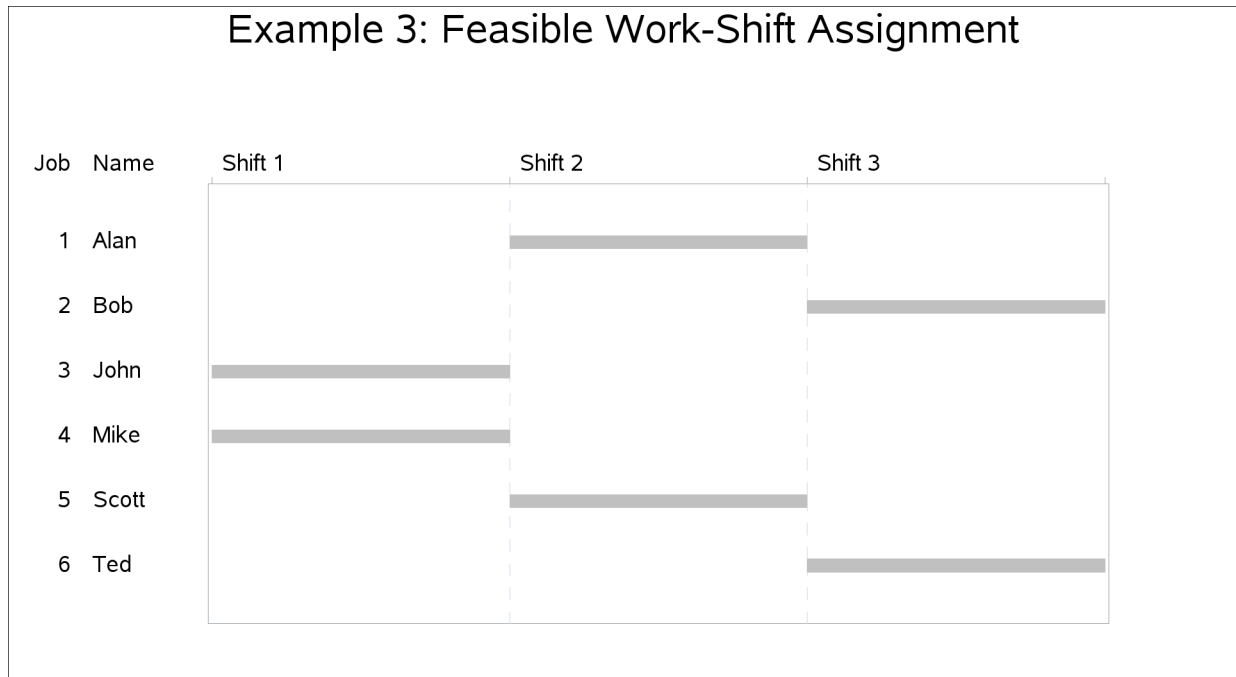 Example 3: Feasible Work-Shift Assignment
Job Name Shift 1 Shift 2 Shift 3
1 Alan
2 Bob
3 John
4 Mike
5 Scott
6 Ted